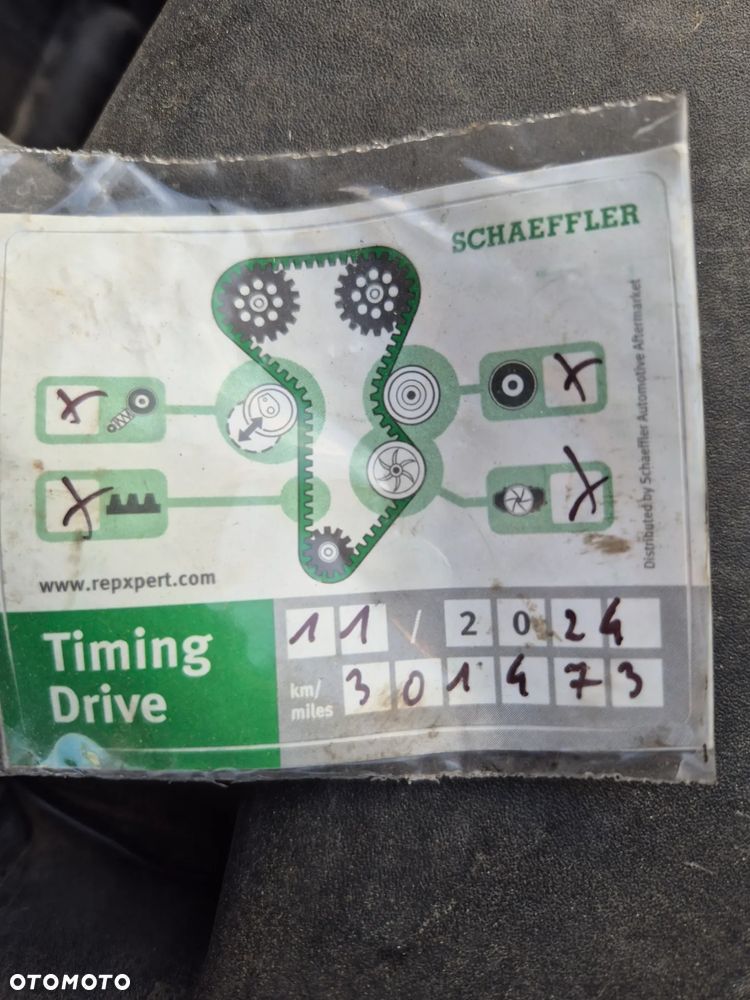 SCHAEFFLER
X
X
X
X
Distributed by Schaeffler Automotive Aftermarket
www.repxpert.com
Timing
Drive
11 / 2024
km/
miles
301473
OTOMOTO